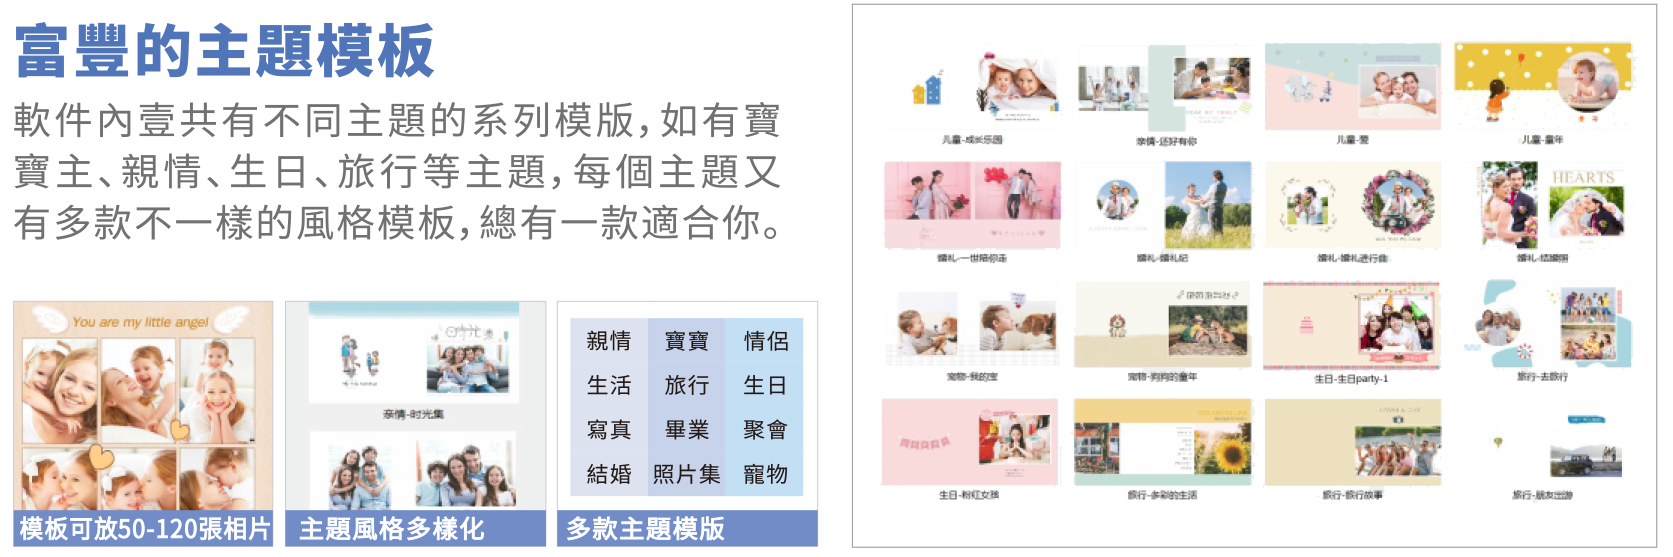 富豐的主題模板
軟件內壹共有不同主題的系列模版，如有寶
寶主、親情、生日、旅行等主題，每個主題又
有多款不一樣的風格模板，總有一款適合你。
You are my little angel
模板可放50-120張相片
亲情-时光集
主題風格多樣化
親情 寶寶 情侶
生活 旅行 生日
寫真 畢業 聚會
結婚 照片集 寵物
多款主題模版
儿童-成长乐园
亲情-还好有你
儿童-爱
儿童-童年
HEARTS
婚礼-一世陪你走
婚礼-婚礼记
婚礼-婚礼进行曲
婚礼-结婚照
宠物-我的宝
宠物-狗狗的童年
生日-生日party-1
旅行-去旅行
生日-粉红女孩
旅行-多彩的生活
旅行-旅行故事
旅行-朋友出游